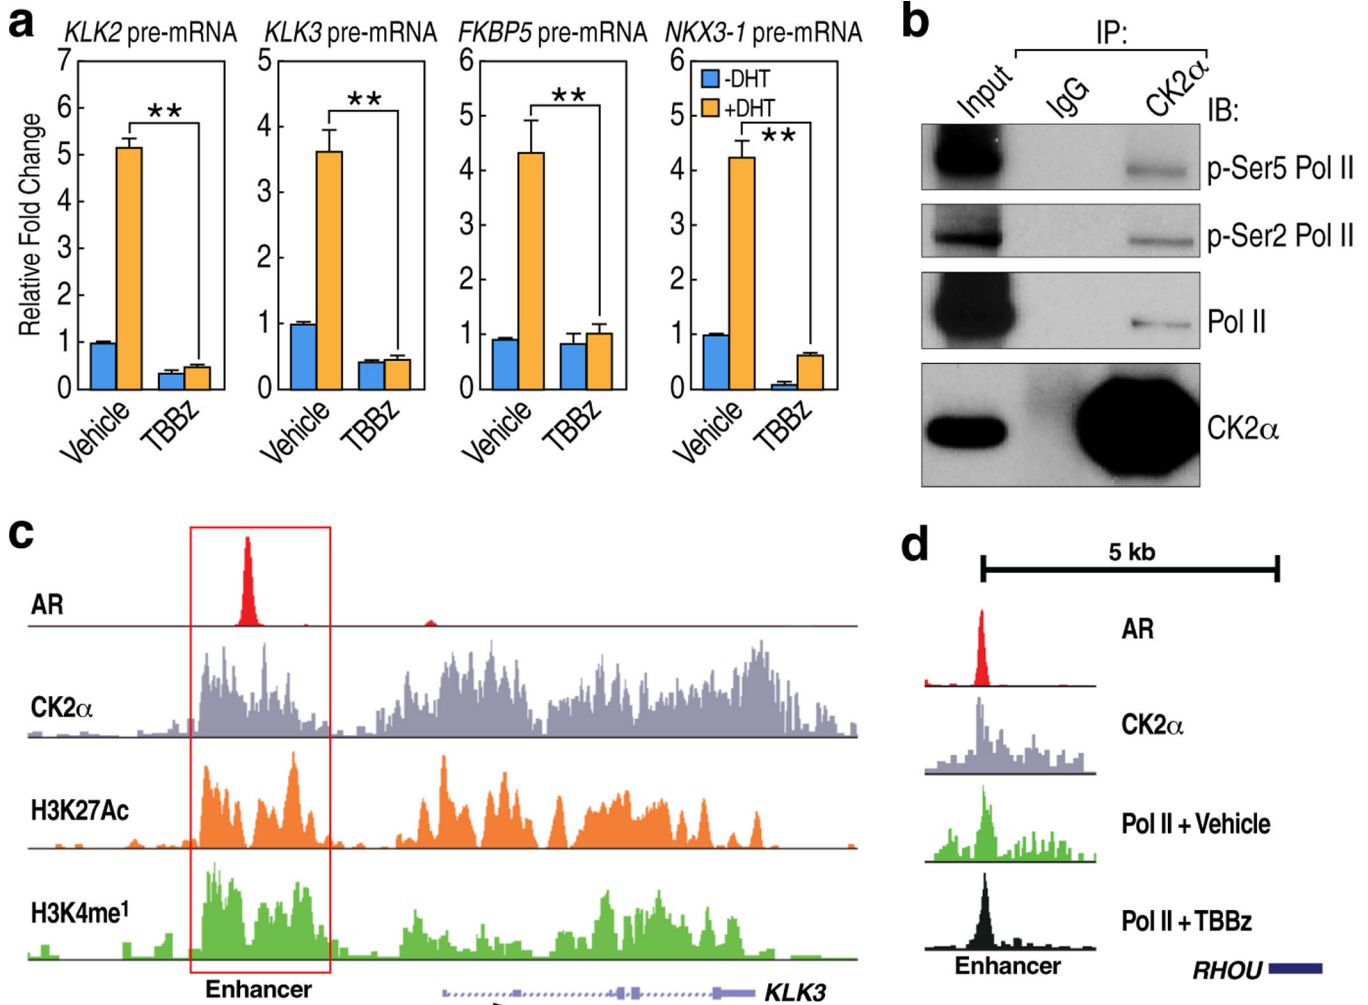 a
KLK2 pre-mRNA
KLK3 pre-mRNA
FKBP5 pre-mRNA
NKX3-1 pre-mRNA
Relative Fold Change
7
6
5
4
3
2
1
0
**
Vehicle
TBBz
5
4
3
2
1
0
**
Vehicle
TBBz
6
5
4
3
2
1
0
**
Vehicle
TBBz
6
5
4
3
2
1
0
-DHT
+DHT
**
Vehicle
TBBz
b
IP:
Input
IgG
CK2α
IB:
p-Ser5 Pol II
p-Ser2 Pol II
Pol II
CK2α
c
AR
CK2α
H3K27Ac
H3K4me1
Enhancer
KLK3
d
5 kb
AR
CK2α
Pol II + Vehicle
Pol II + TBBz
Enhancer
RHOU